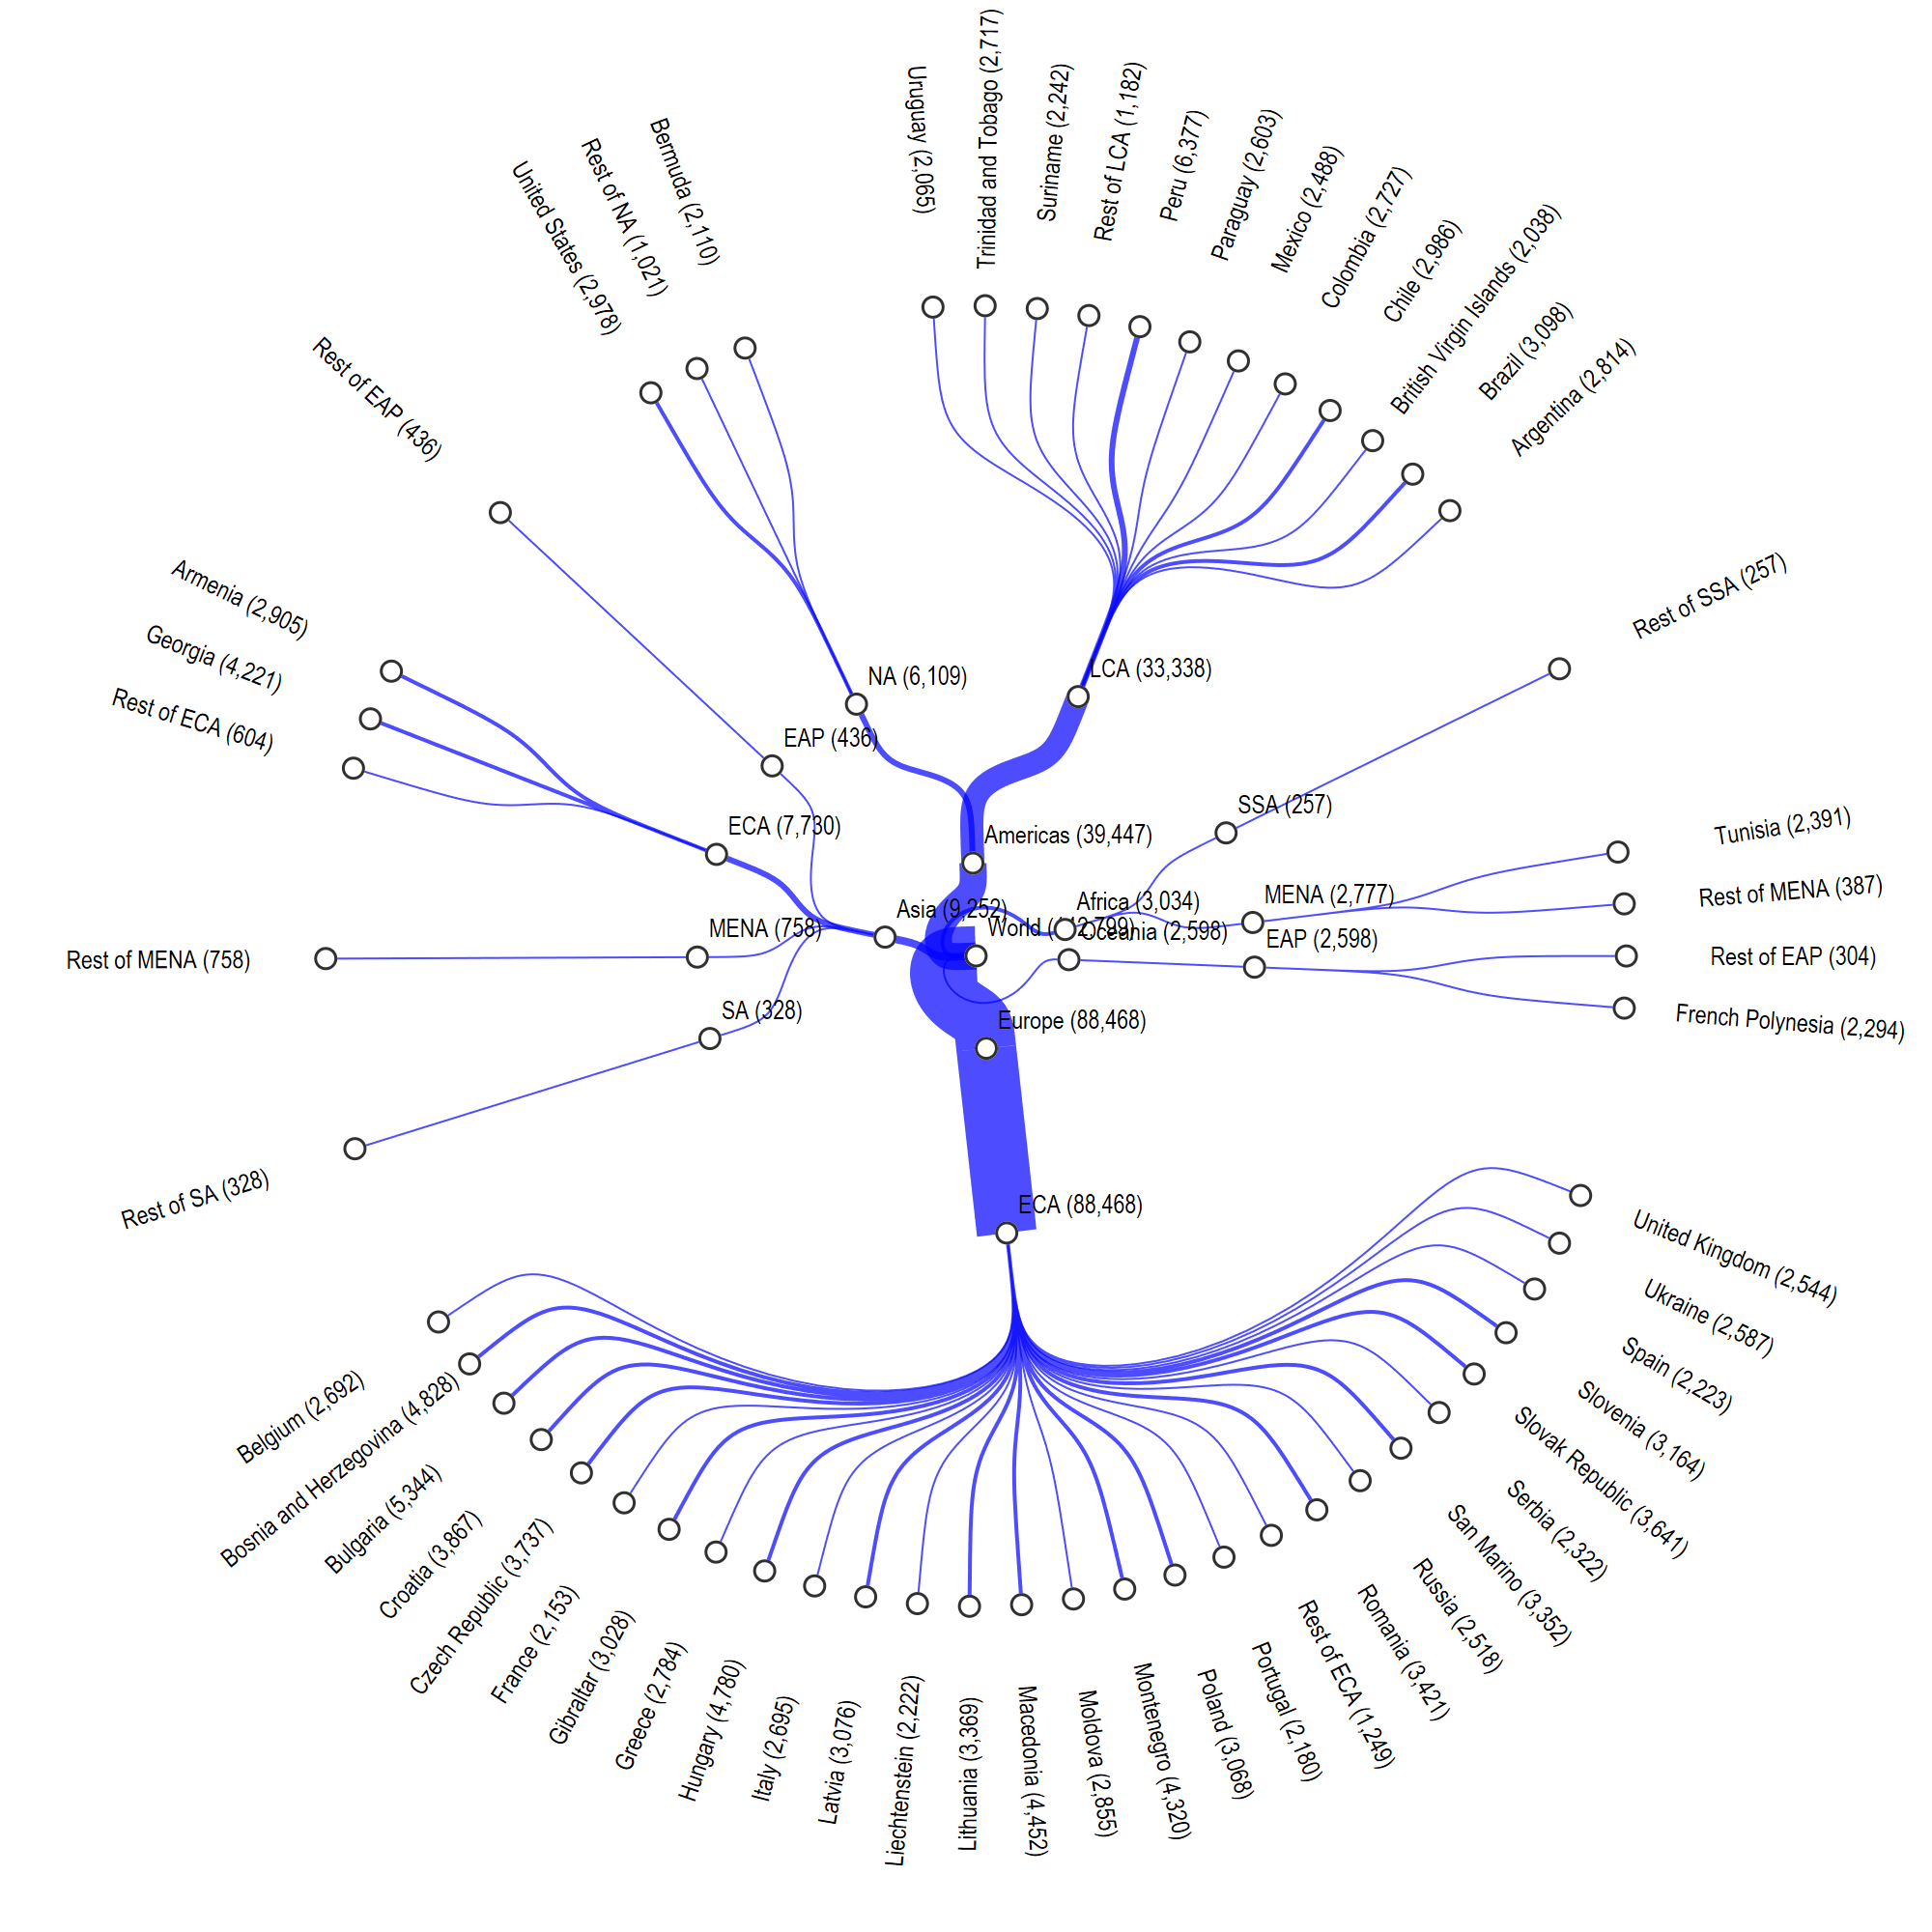 Uruguay (2,065)
Trinidad and Tobago (2,717)
Suriname (2,242)
Rest of LCA (1,182)
Peru (6,377)
Paraguay (2,603)
Mexico (2,488)
Colombia (2,727)
Chile (2,986)
British Virgin Islands (2,038)
Brazil (3,098)
Argentina (2,814)
Bermuda (2,110)
Rest of NA (1,021)
United States (2,978)
Rest of EAP (436)
Armenia (2,905)
Georgia (4,221)
Rest of ECA (604)
Rest of MENA (758)
Rest of SA (328)
NA (6,109)
LCA (33,338)
EAP (436)
ECA (7,730)
MENA (758)
SA (328)
Americas (39,447)
Asia (9,252)
World
Africa (3,034)
Oceania (2,598)
Europe (88,468)
ECA (88,468)
SSA (257)
MENA (2,777)
EAP (2,598)
Rest of SSA (257)
Tunisia (2,391)
Rest of MENA (387)
Rest of EAP (304)
French Polynesia (2,294)
United Kingdom (2,544)
Ukraine (2,587)
Spain (2,223)
Slovenia (3,164)
Slovak Republic (3,641)
Serbia (2,322)
San Marino (3,352)
Russia (2,518)
Romania (3,421)
Rest of ECA (1,249)
Portugal (2,180)
Poland (3,068)
Montenegro (4,320)
Moldova (2,855)
Macedonia (4,452)
Lithuania (3,369)
Liechtenstein (2,222)
Latvia (3,076)
Italy (2,695)
Hungary (4,780)
Greece (2,784)
Gibraltar (3,028)
France (2,153)
Czech Republic (3,737)
Croatia (3,867)
Bulgaria (5,344)
Bosnia and Herzegovina (4,828)
Belgium (2,692)